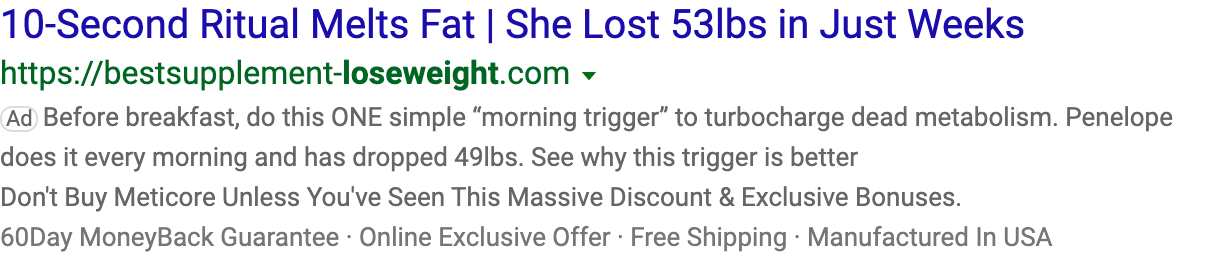 10-Second Ritual Melts Fat | She Lost 53lbs in Just Weeks
https://bestsupplement-loseweight.com
Ad Before breakfast, do this ONE simple “morning trigger” to turbocharge dead metabolism. Penelope
does it every morning and has dropped 49lbs. See why this trigger is better
Don't Buy Meticore Unless You've Seen This Massive Discount & Exclusive Bonuses.
60Day MoneyBack Guarantee · Online Exclusive Offer · Free Shipping · Manufactured In USA